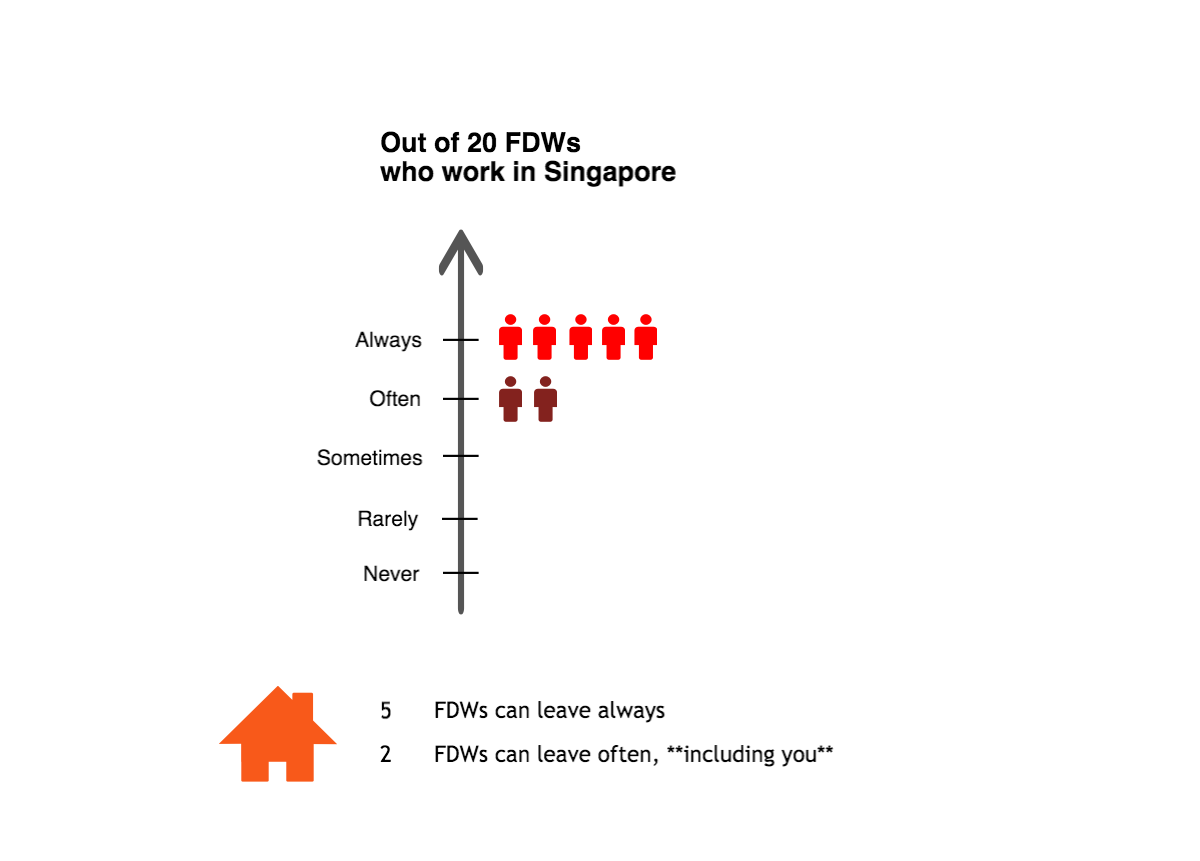 Out of 20 FDWs
who work in Singapore
Always
Often
Sometimes
Rarely
Never
5 FDWs can leave always
2 FDWs can leave often, **including you**